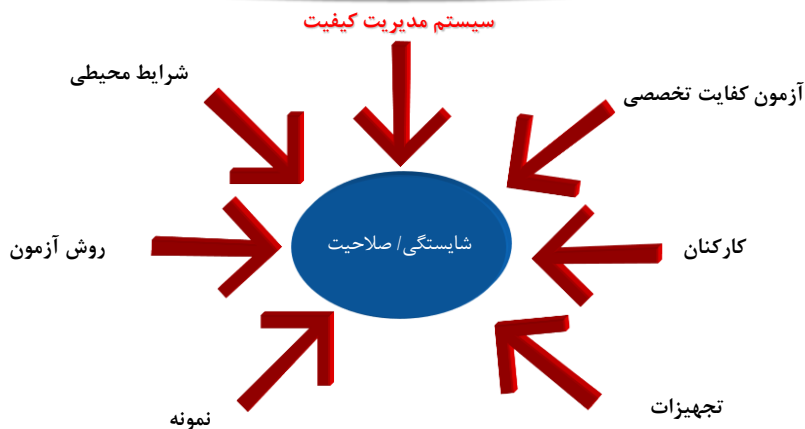 سیستم مدیریت کیفیت
شرایط محیطی
آزمون کفایت تخصصی
شایستگی/ صلاحیت
روش آزمون
کارکنان
نمونه
تجهیزات